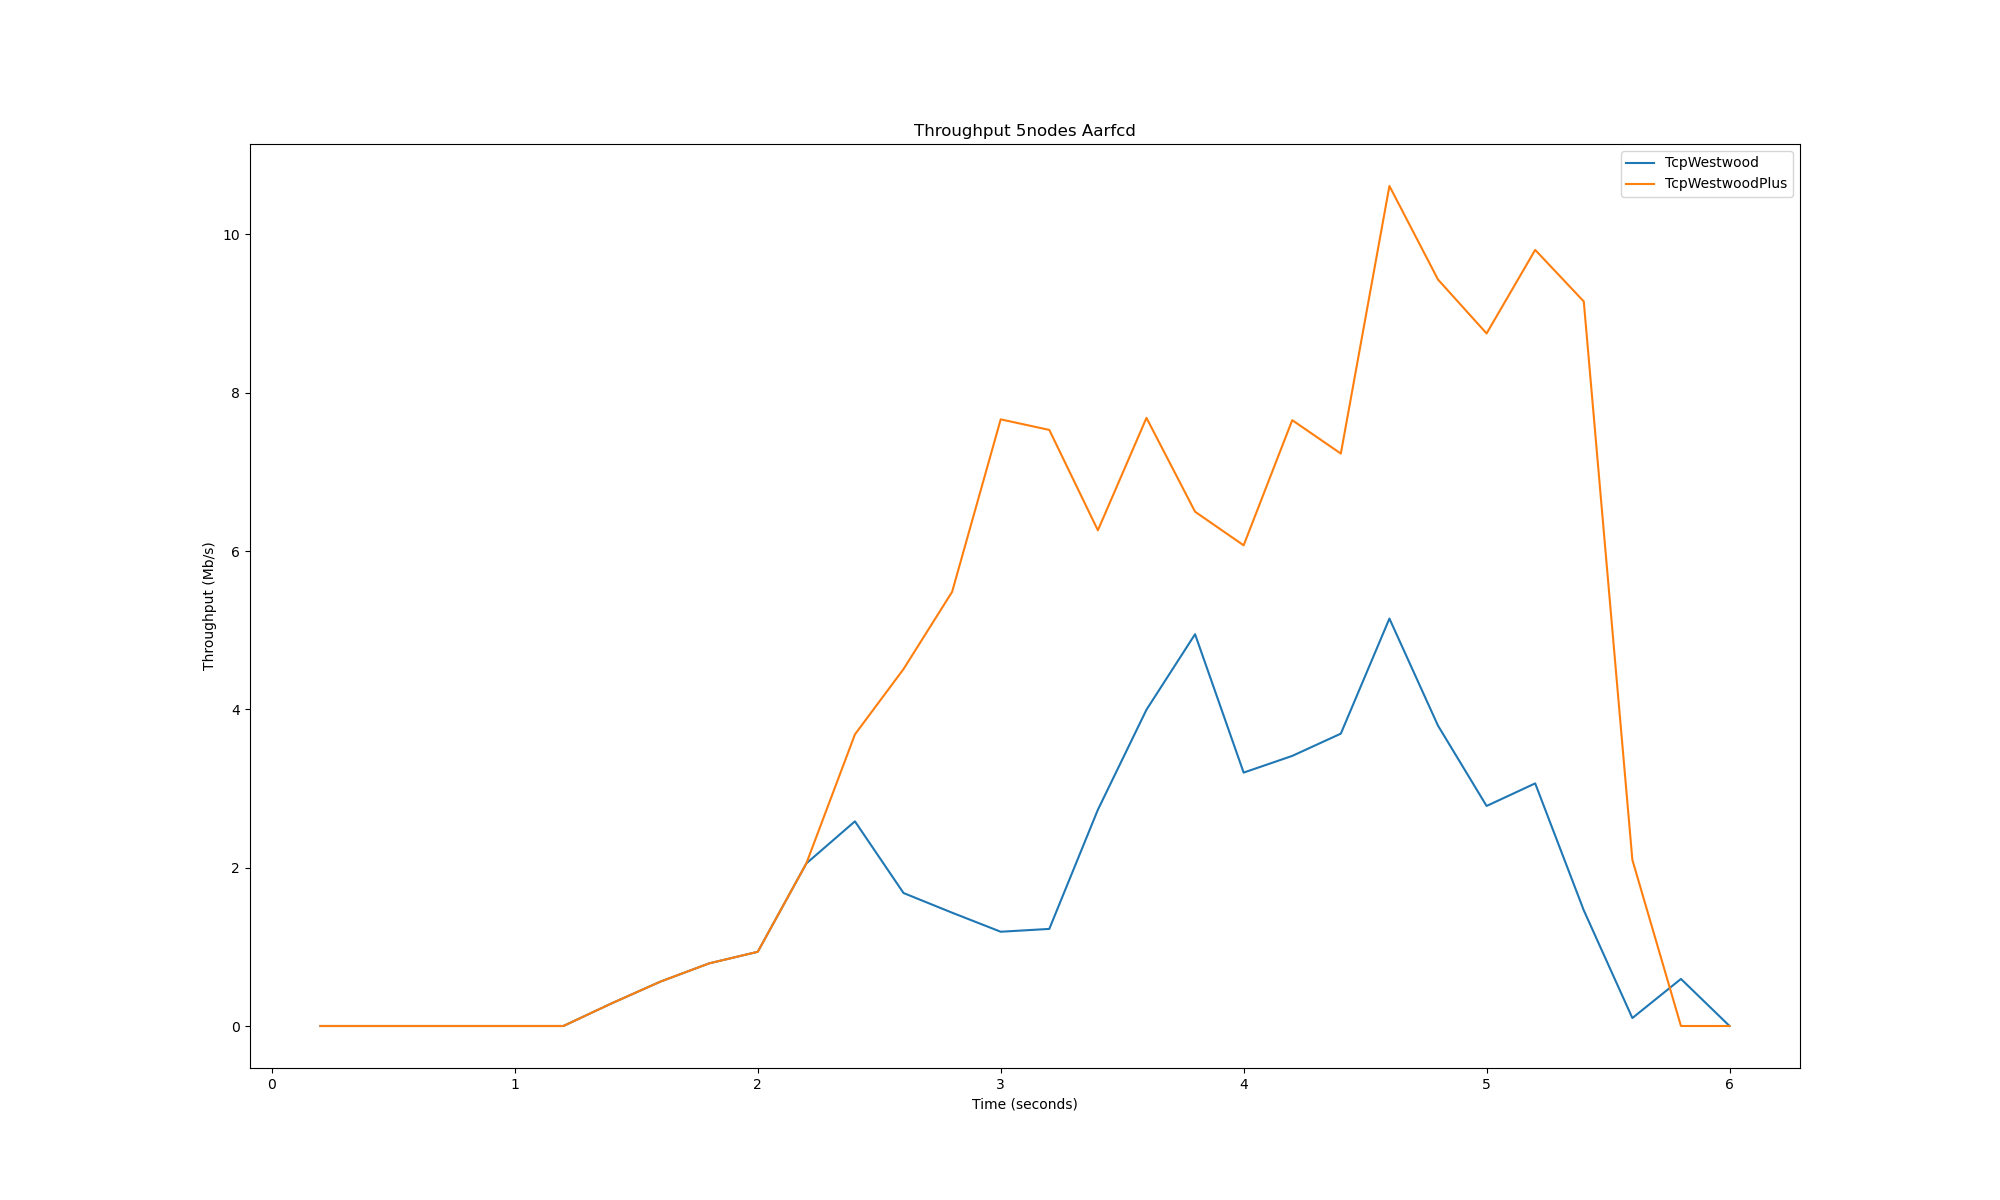 Throughput 5nodes Aarfcd
TcpWestwood
TcpWestwoodPlus
10
8
6
4
2
0
Throughput (Mb/s)
0 1 2 3 4 5 6
Time (seconds)